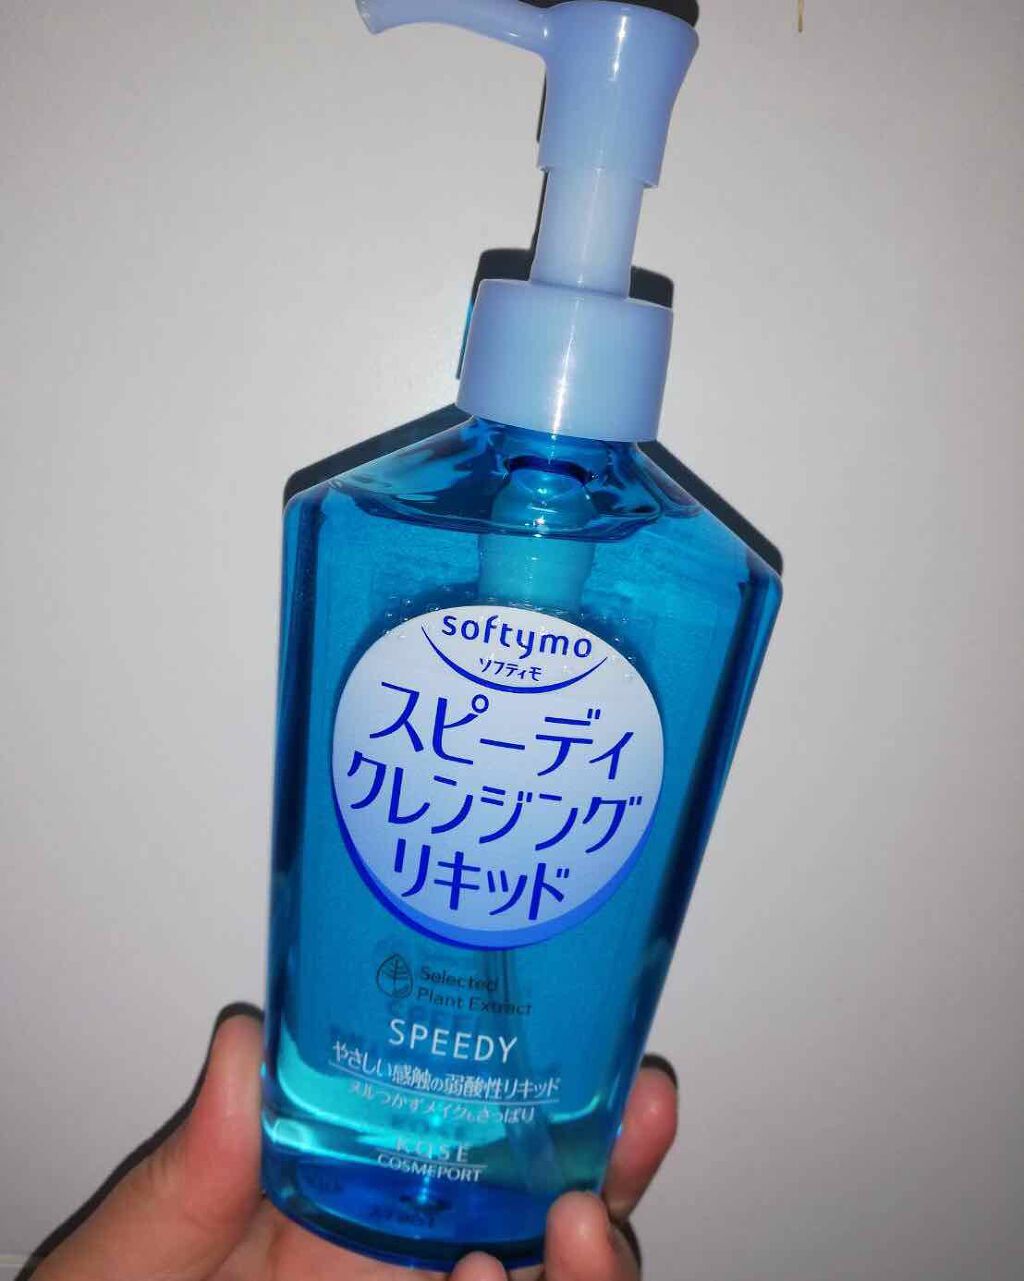 softymo
ソフティモ
スピーディ
クレンジング
リキッド
Selected
Plant Extract
SPEEDY
やさしい感触の弱酸性リキッド
ヌルつかずメイクもさっぱり
KOSÉ
COSMEPORT